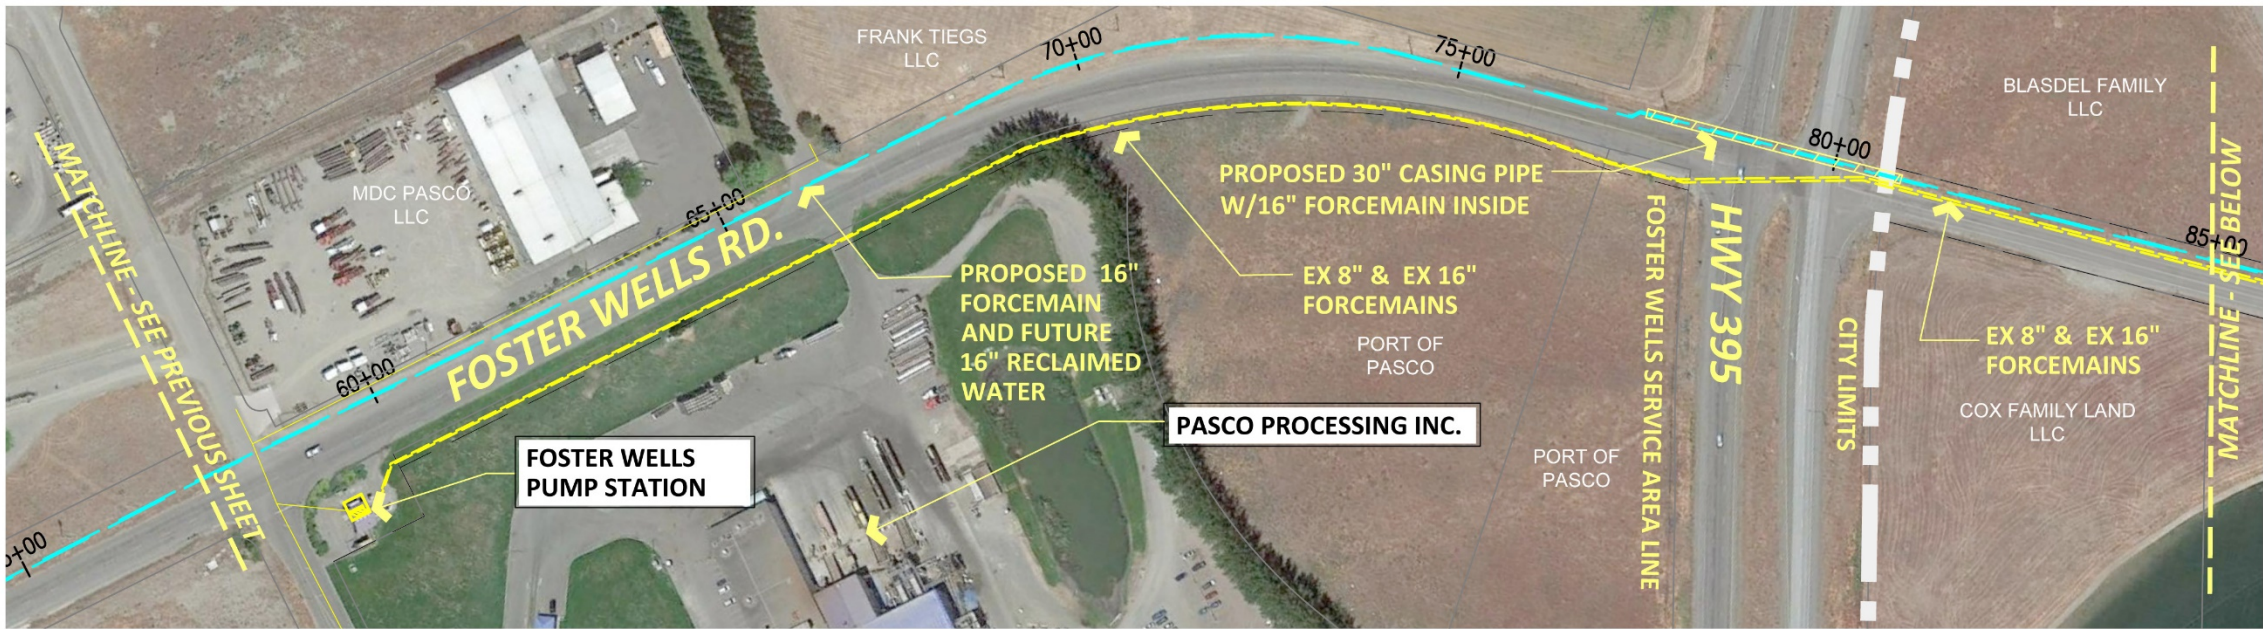 FRANK TIEGS
LLC
70+00
75+00
BLASDEL FAMILY
LLC
80+00
MATCHLINE - SEE PREVIOUS SHEET
MDC PASCO
LLC
65+00
PROPOSED 30" CASING PIPE
W/16" FORCEMAIN INSIDE
FOSTER WELLS RD.
85+00
PROPOSED 16"
FORCEMAIN
AND FUTURE
16" RECLAIMED
WATER
EX 8" & EX 16"
FORCEMAINS
FOSTER WELLS SERVICE AREA LINE
HWY 395
CITY LIMITS
EX 8" & EX 16"
FORCEMAINS
MATCHLINE - SEE BELOW
PORT OF
PASCO
60+00
COX FAMILY LAND
LLC
PASCO PROCESSING INC.
FOSTER WELLS
PUMP STATION
PORT OF
PASCO
+00